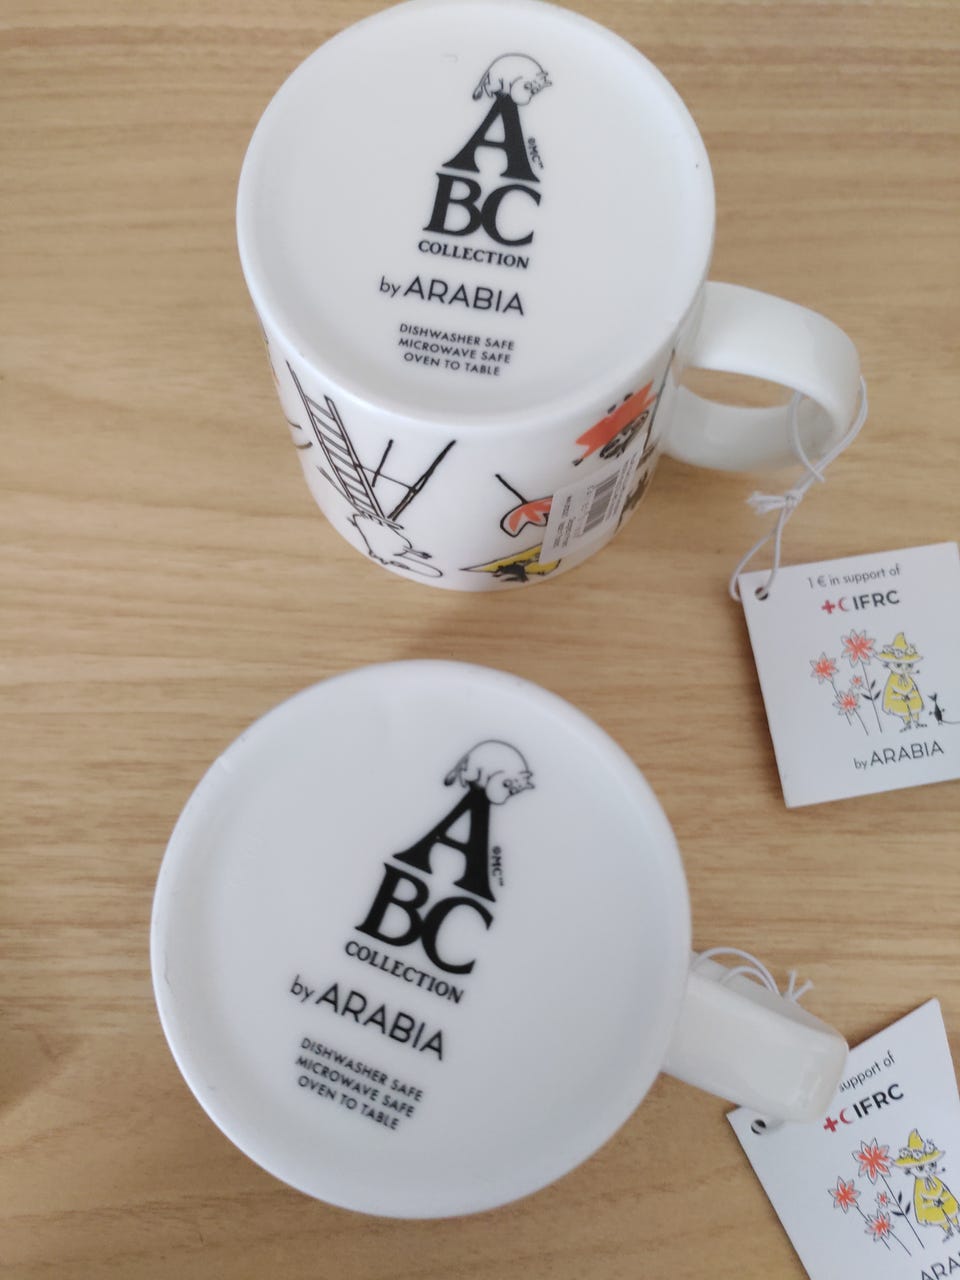 A
©MC™
BC
COLLECTION
by ARABIA
DISHWASHER SAFE
MICROWAVE SAFE
OVEN TO TABLE
H
1 € in support of
IFRC
by ARABIA
A
©MC™
BC
COLLECTION
by ARABIA
DISHWASHER SAFE
MICROWAVE SAFE
OVEN TO TABLE
support of
IFRC
ARA